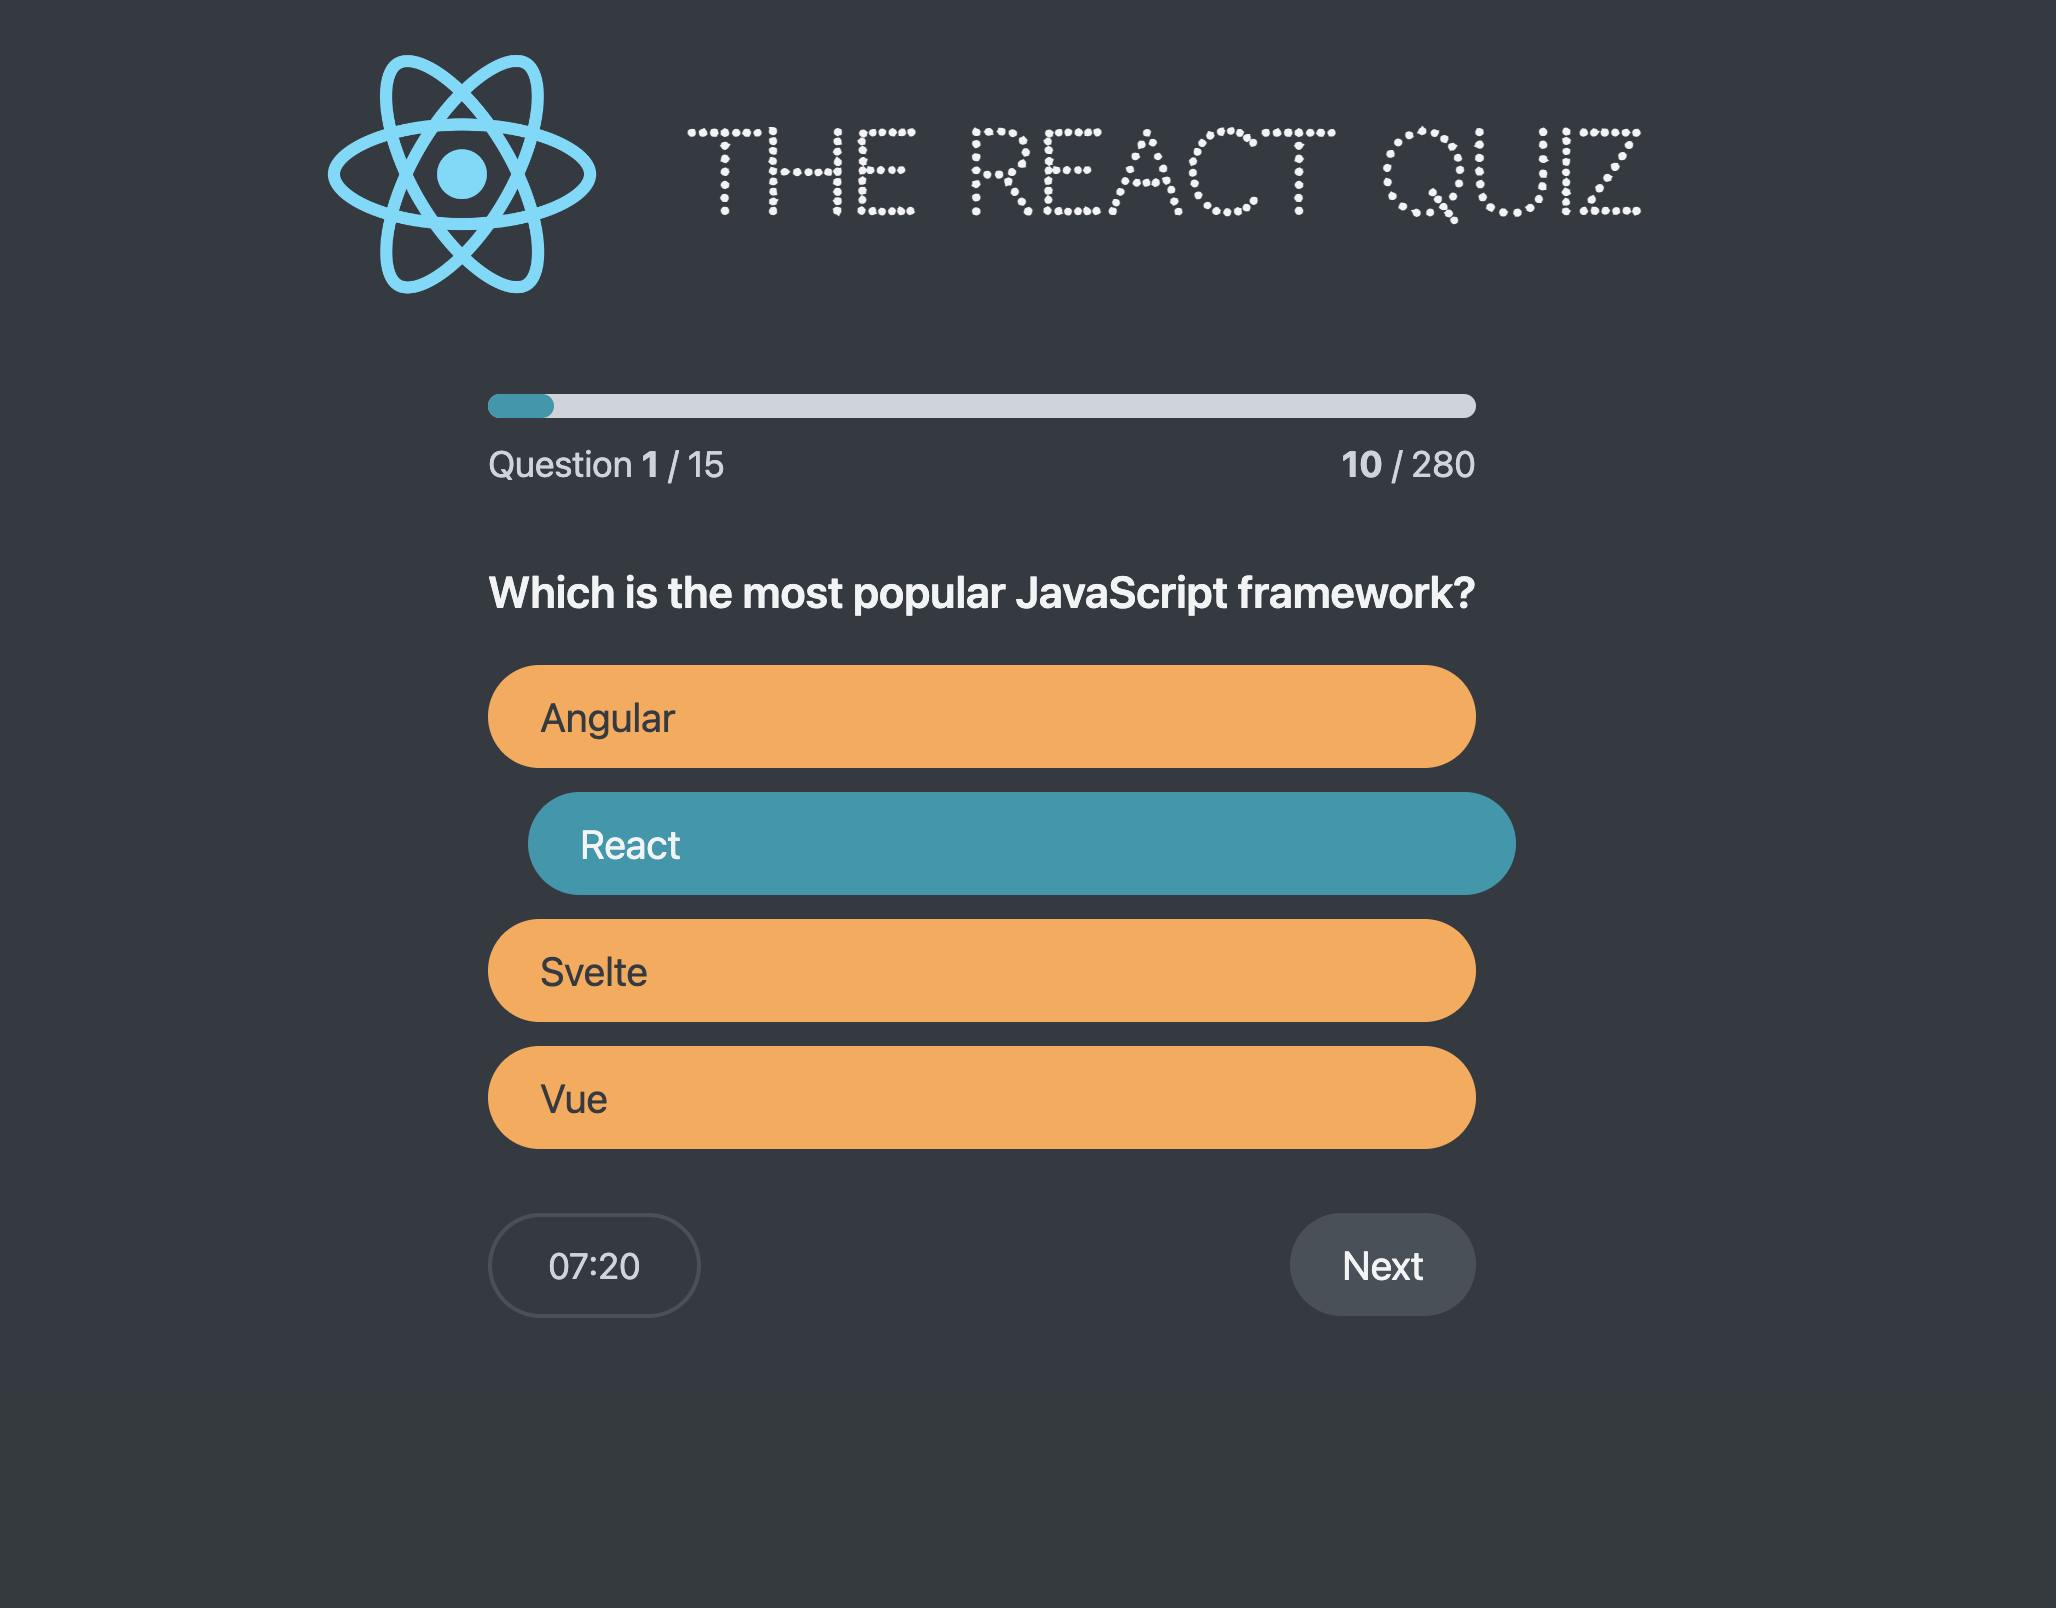 THE REACT QUIZ
Question 1 / 15
10 / 280
Which is the most popular JavaScript framework?
Angular
React
Svelte
Vue
07:20
Next